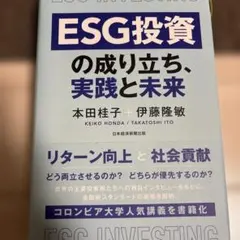 ESG INVESTING
ESG投資
の成り立ち、
実践と未来
本田桂子+伊藤隆敏
KEIKO HONDA / TAKATOSHI ITO
日本経済新聞出版
リターン向上と社会貢献
どう両立させるのか? どちらが優先するのか?
コロンビア大学人気講義を書籍化
ESG INVESTING